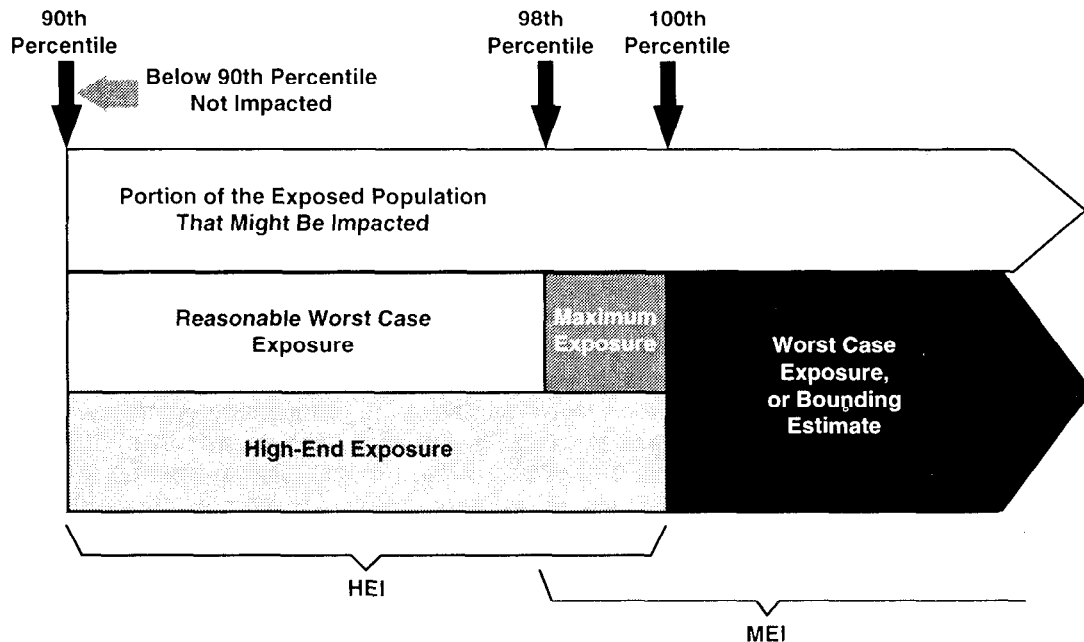 90th
Percentile
98th
Percentile
100th
Percentile
Below 90th Percentile
Not Impacted
Portion of the Exposed Population
That Might Be Impacted
Reasonable Worst Case
Exposure
Maximum
Exposure
Worst Case
Exposure,
or Bounding
Estimate
High-End Exposure
HEI
MEI